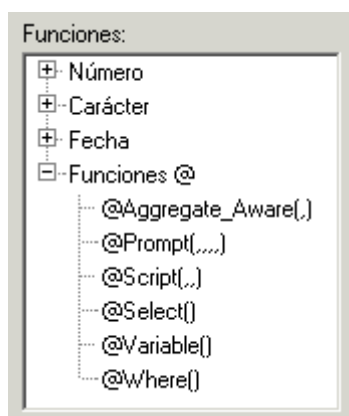 Funciones:
Número
Carácter
Fecha
Funciones @
@Aggregate_Aware(,)
@Prompt(,,,,)
@Script(,,)
@Select()
@Variable()
@Where()